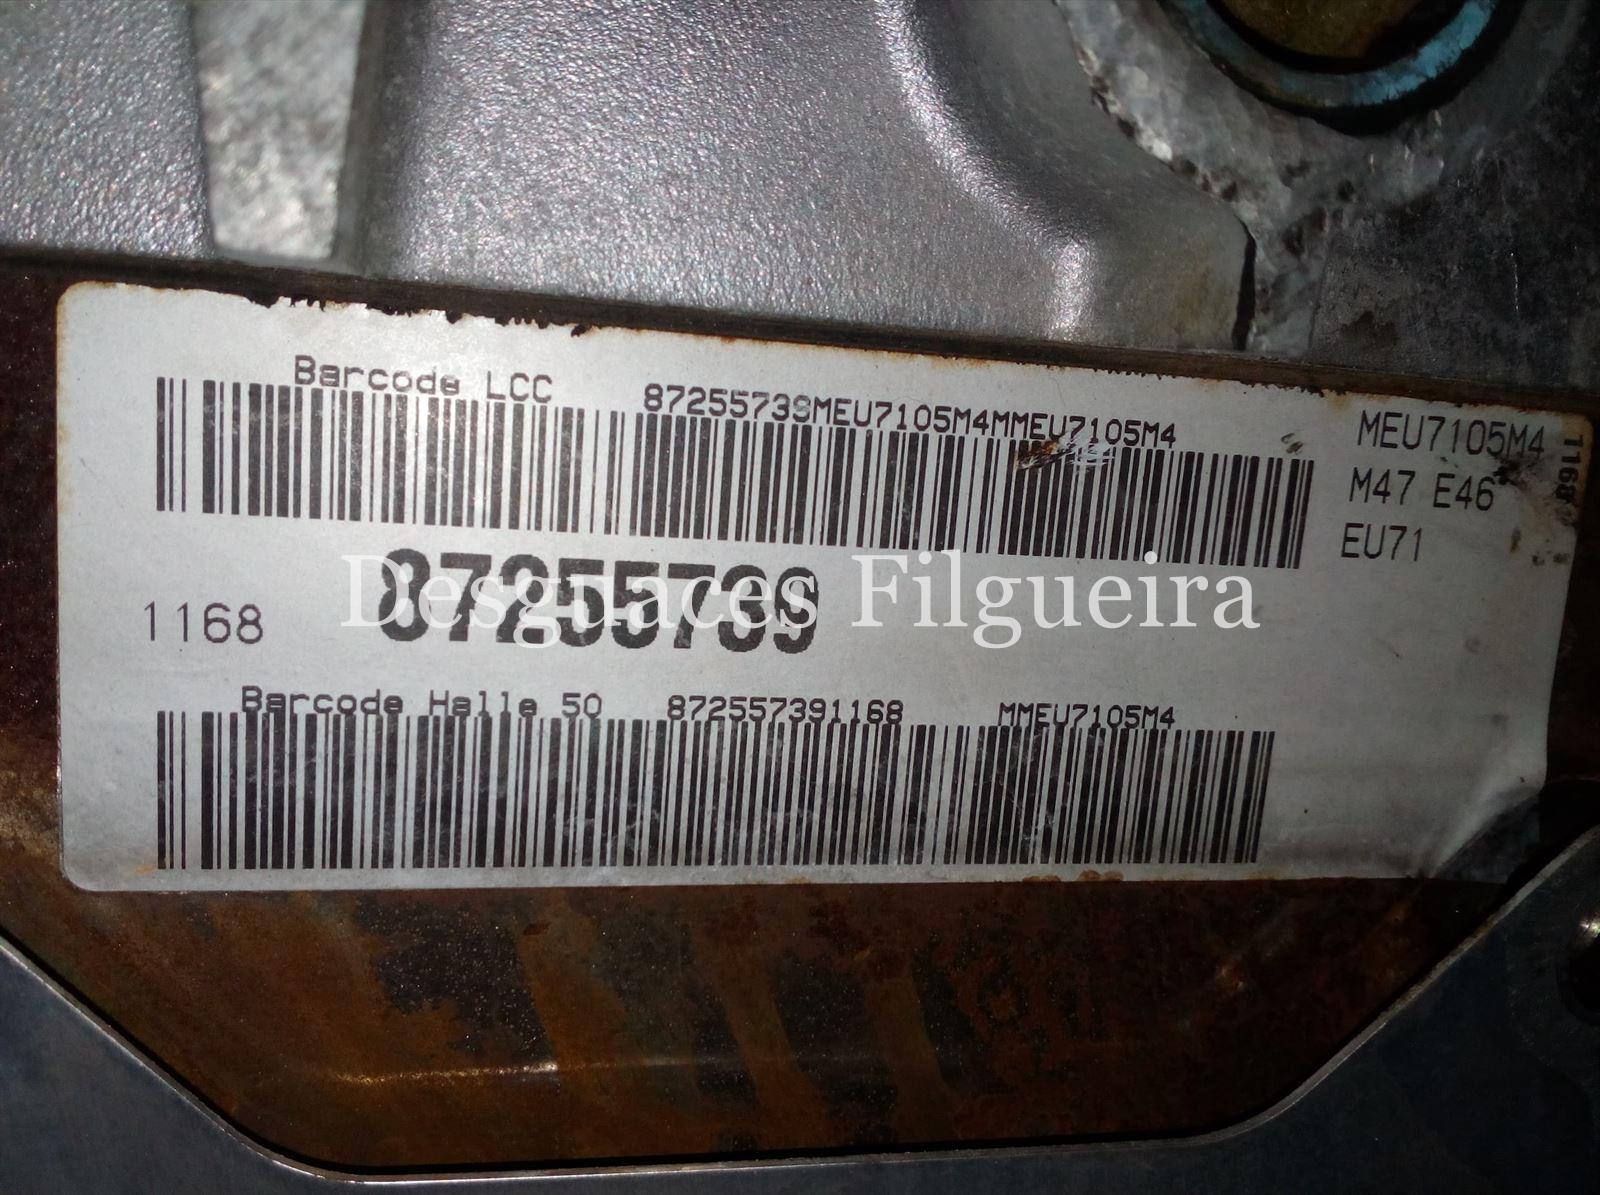 Barcode LCC 87255739MEU7105M4MMEU7105M4
MEU7105M4
M47 E46
EU71
1168
1168 87255739
Desguaces Filgueira
Barcode Halle 50 872557391168 MMEU7105M4